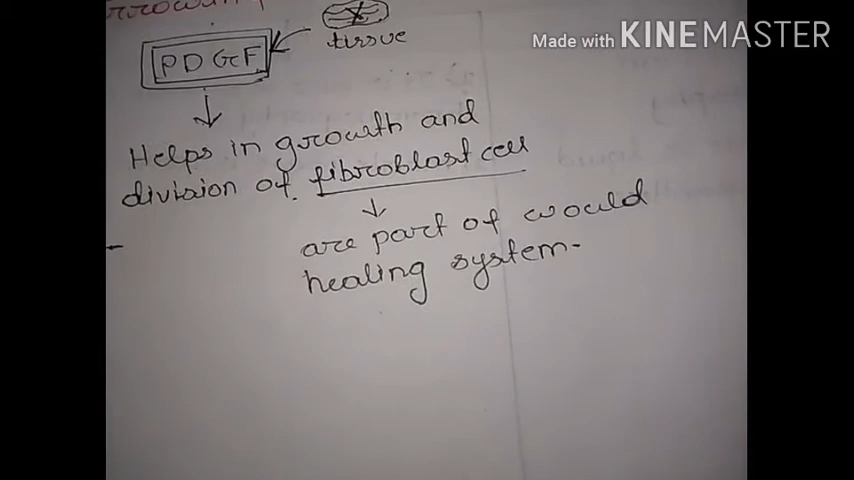 Made with KINEMASTER
tissue
PDGF
Helps in growth and
division of fibroblast cell
are part of would
healing system.